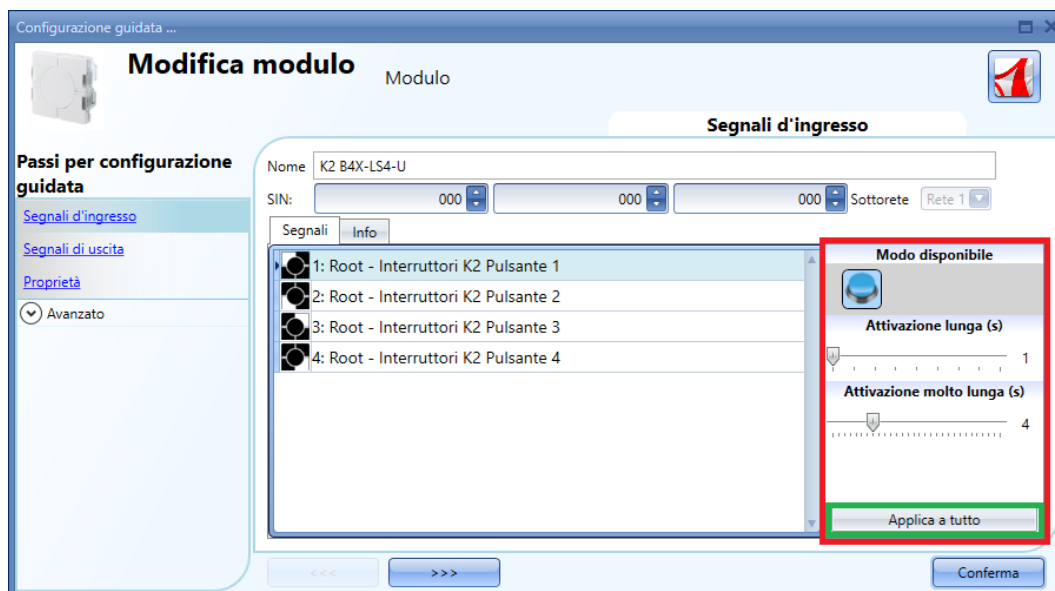 Configurazione guidata ...
Modifica modulo
Modulo
Segnali d'ingresso
Passi per configurazione
guidata
Segnali d'ingresso
Segnali di uscita
Proprietà
Avanzato
Nome K2 B4X-LS4-U
SIN: 000 000 000 Sottorete Rete 1
Segnali Info
1: Root - Interruttori K2 Pulsante 1
2: Root - Interruttori K2 Pulsante 2
3: Root - Interruttori K2 Pulsante 3
4: Root - Interruttori K2 Pulsante 4
Modo disponibile
Attivazione lunga (s)
1
Attivazione molto lunga (s)
4
Applica a tutto
<<< >>> Conferma